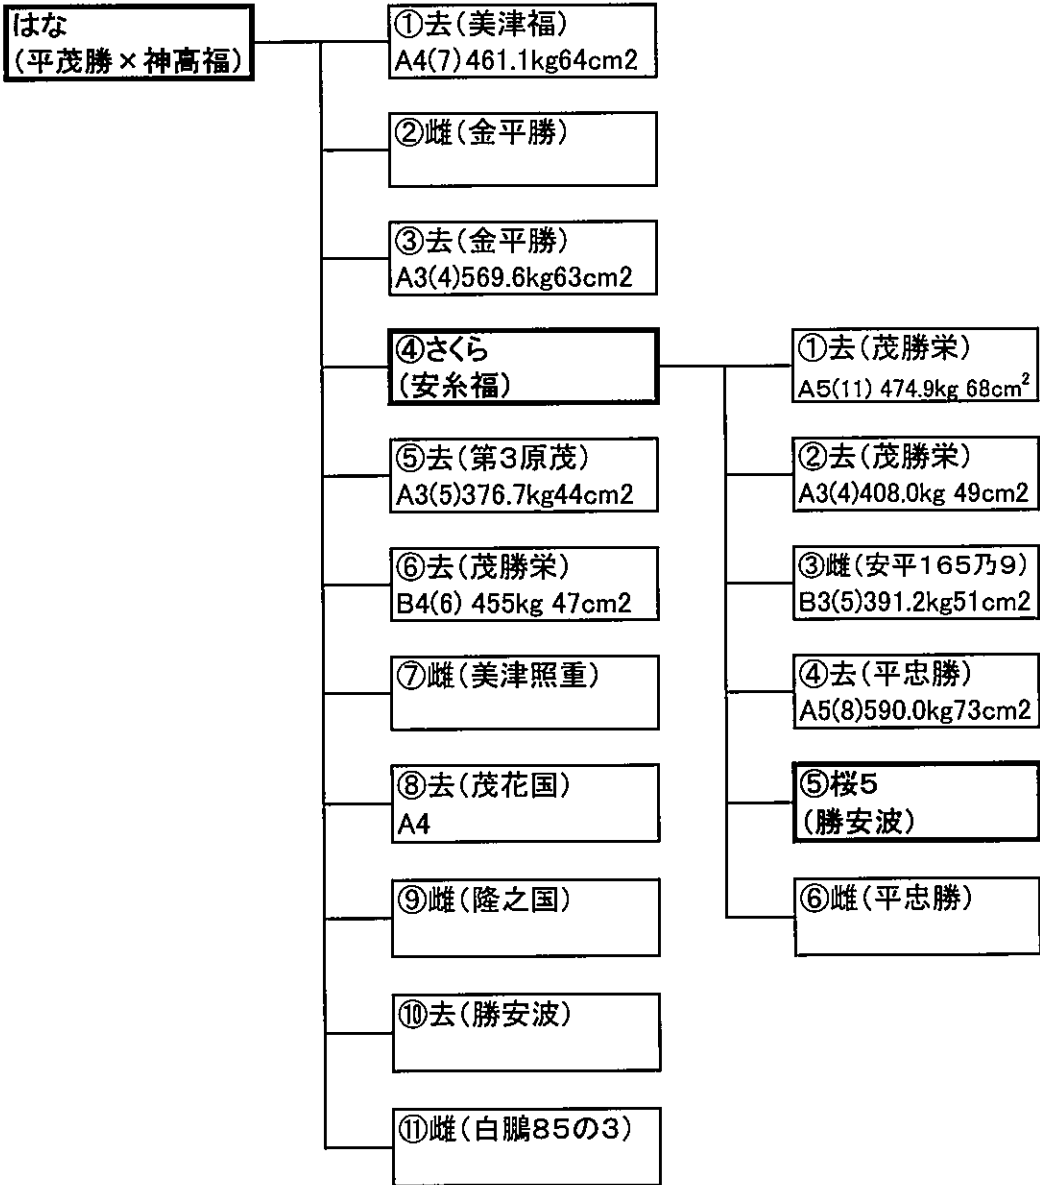 はな
(平茂勝×神高福)
①去(美津福)
A4(7)461.1kg64cm2
②雌(金平勝)
③去(金平勝)
A3(4)569.6kg63cm2
④さくら
(安糸福)
⑤去(第3原茂)
A3(5)376.7kg44cm2
⑥去(茂勝栄)
B4(6) 455kg 47cm2
⑦雌(美津照重)
⑧去(茂花国)
A4
⑨雌(隆之国)
⑩去(勝安波)
⑪雌(白鵬85の3)
①去(茂勝栄)
A5(11) 474.9kg 68cm²
②去(茂勝栄)
A3(4)408.0kg 49cm2
③雌(安平165乃9)
B3(5)391.2kg51cm2
④去(平忠勝)
A5(8)590.0kg73cm2
⑤桜5
(勝安波)
⑥雌(平忠勝)